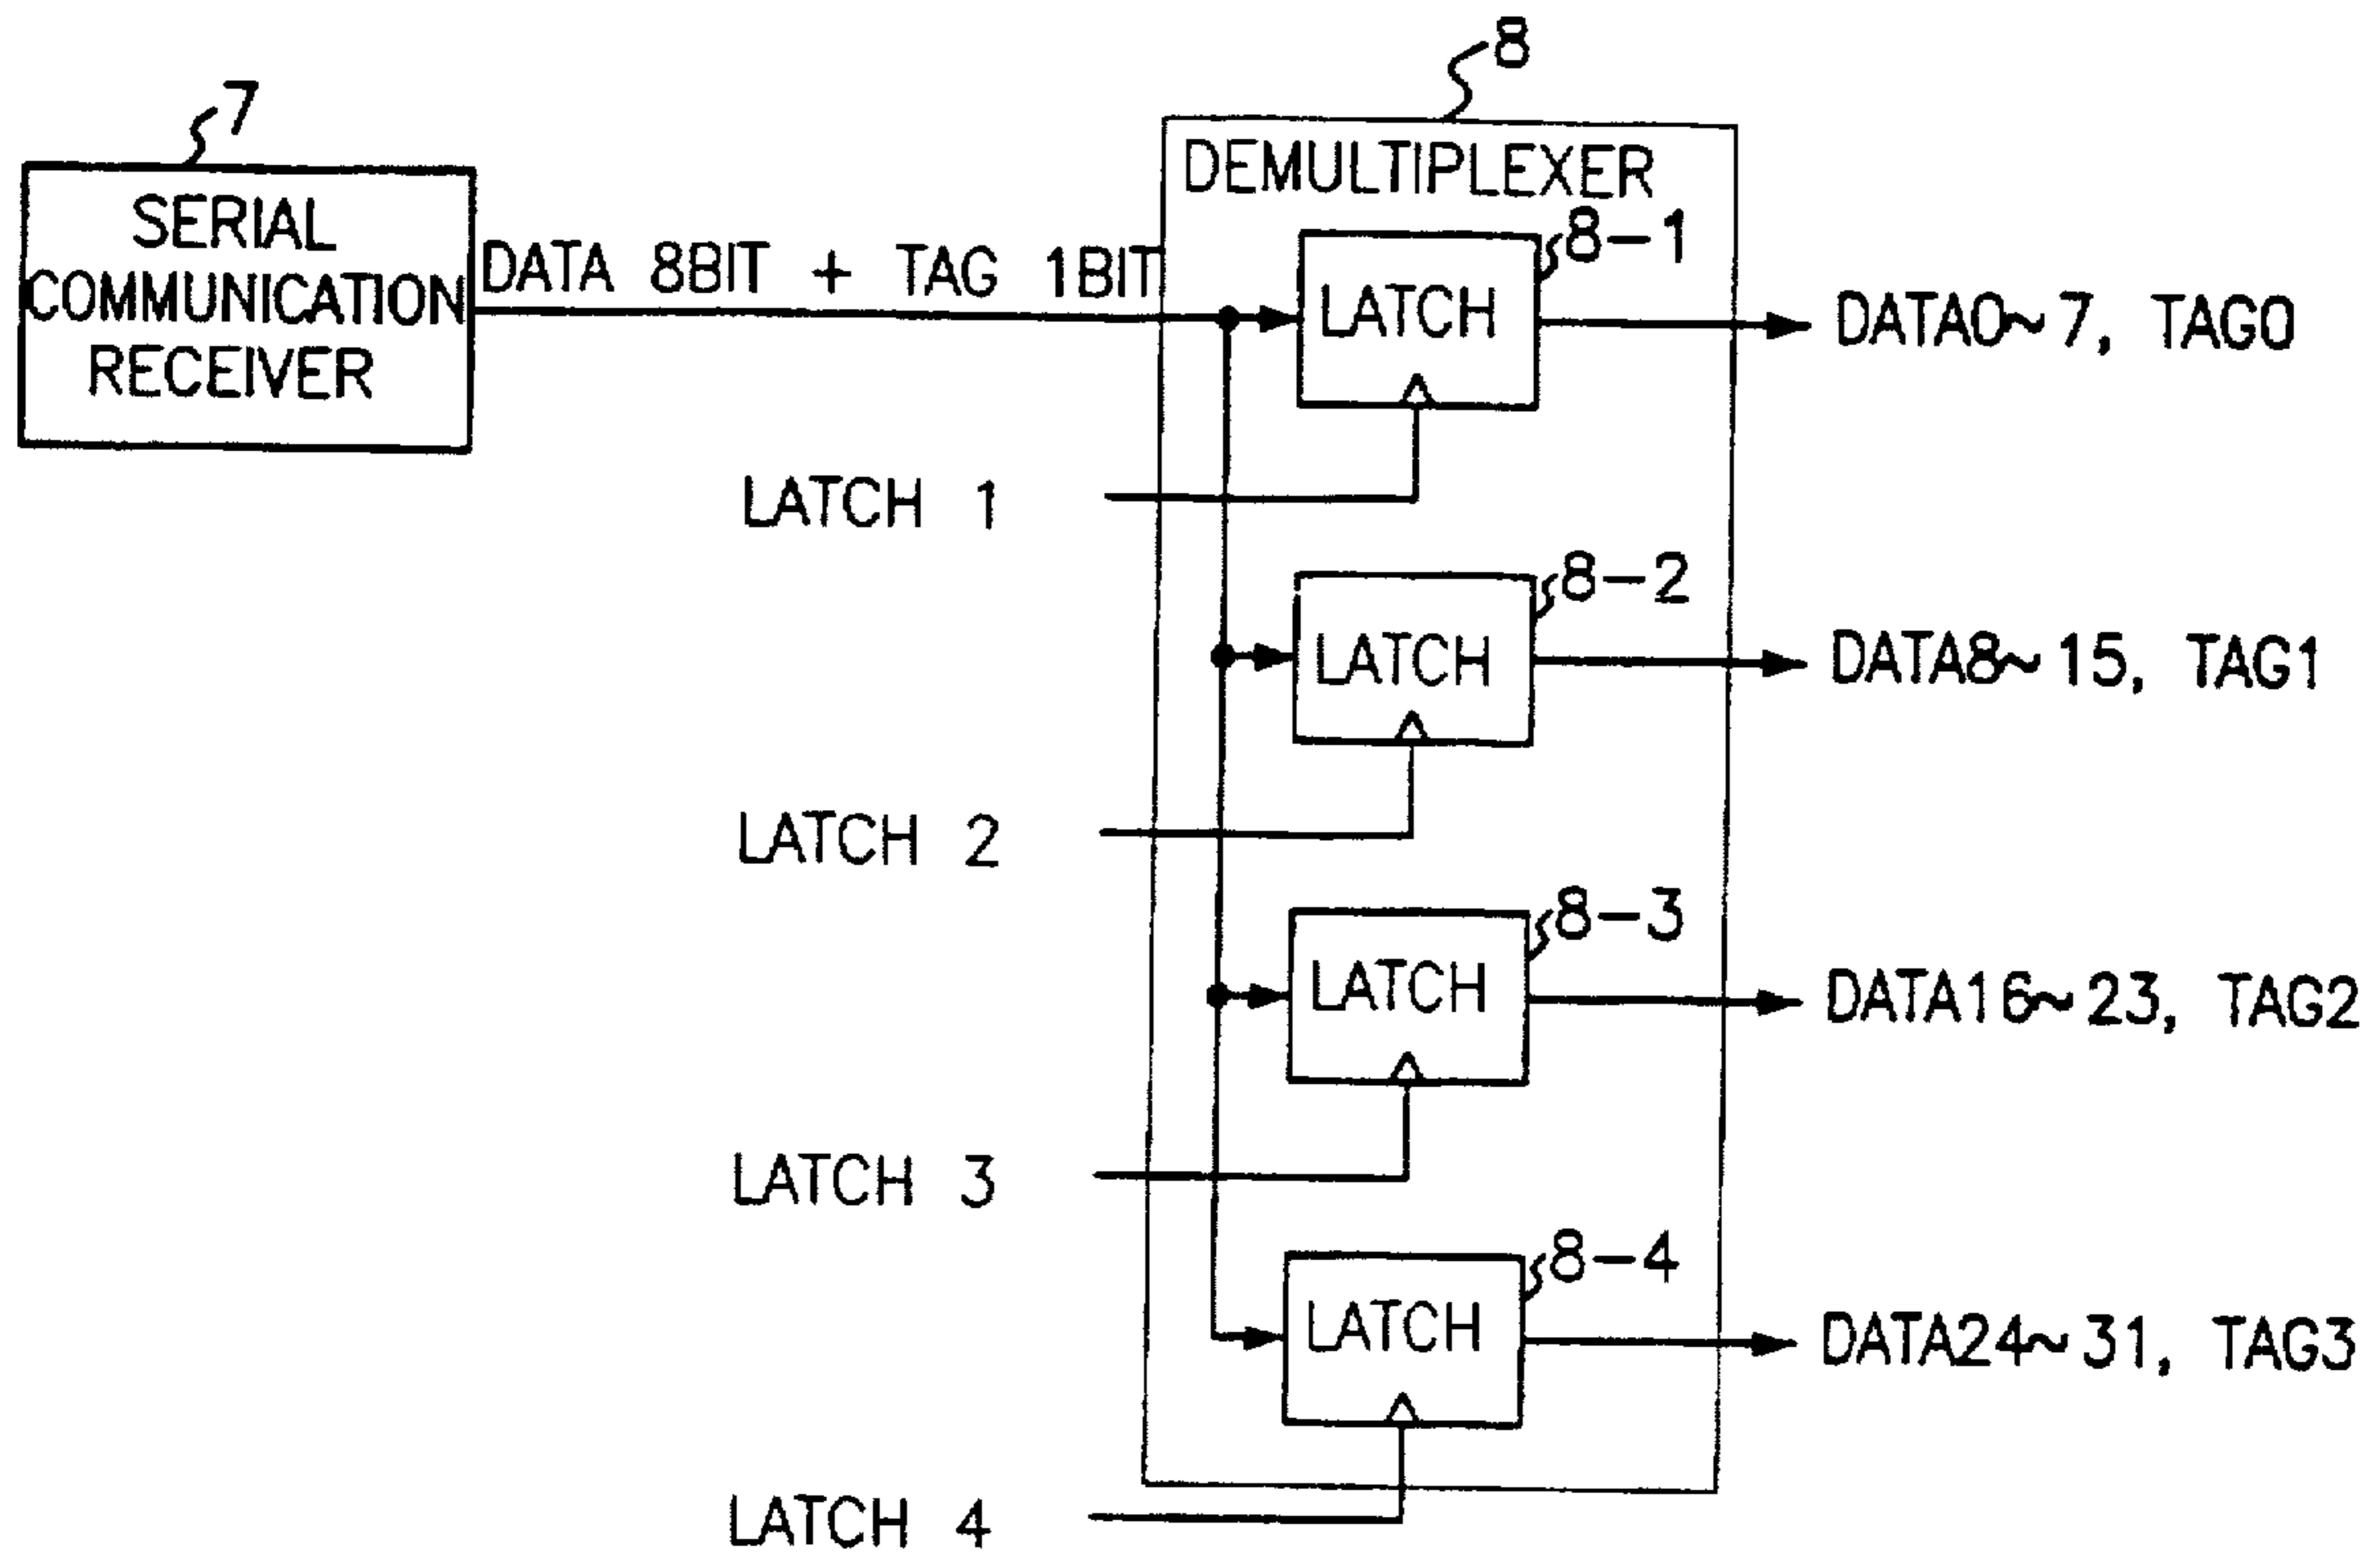 8
7
DEMULTIPLEXER
SERIAL
COMMUNICATION
RECEIVER
DATA 8BIT + TAG 1BIT
8-1
LATCH
DATA0~7, TAG0
LATCH 1
8-2
LATCH
DATA8~15, TAG1
LATCH 2
8-3
LATCH
DATA16~23, TAG2
LATCH 3
8-4
LATCH
DATA24~31, TAG3
LATCH 4